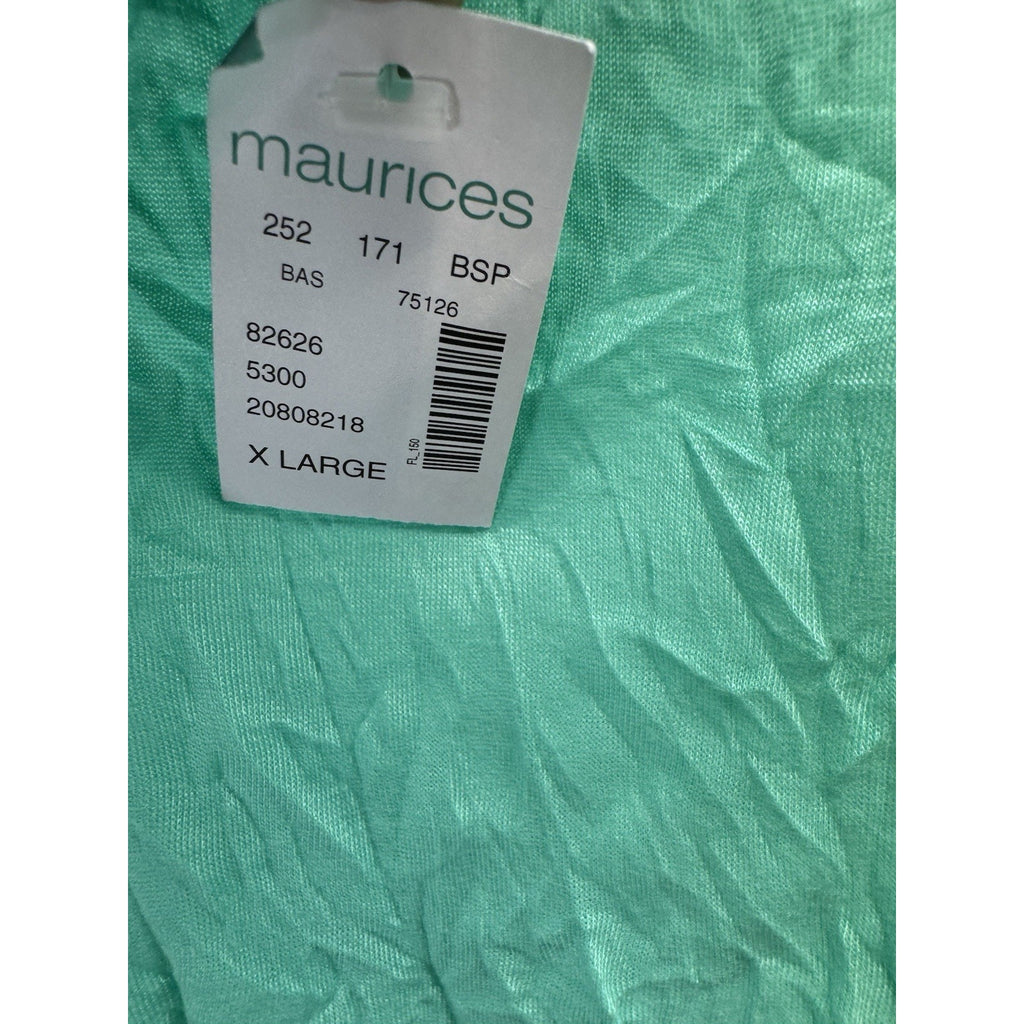 maurices
252 171 BSP
BAS 75126
82626
5300
20808218
X LARGE
FL_150